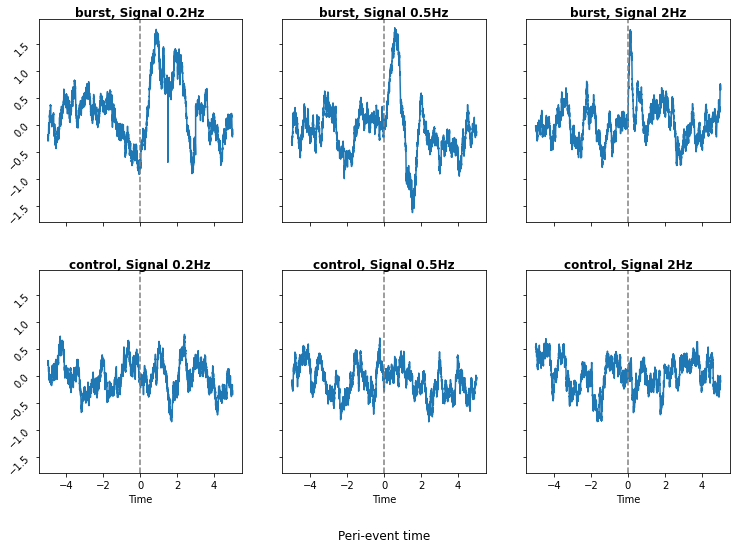 burst, Signal 0.2Hz burst, Signal 0.5Hz burst, Signal 2Hz
1.5
1.0
0.5
0.0
−0.5
−1.0
−1.5
control, Signal 0.2Hz control, Signal 0.5Hz control, Signal 2Hz
1.5
1.0
0.5
0.0
−0.5
−1.0
−1.5
−4 −2 0 2 4 −4 −2 0 2 4 −4 −2 0 2 4
Time Time Time
Peri-event time